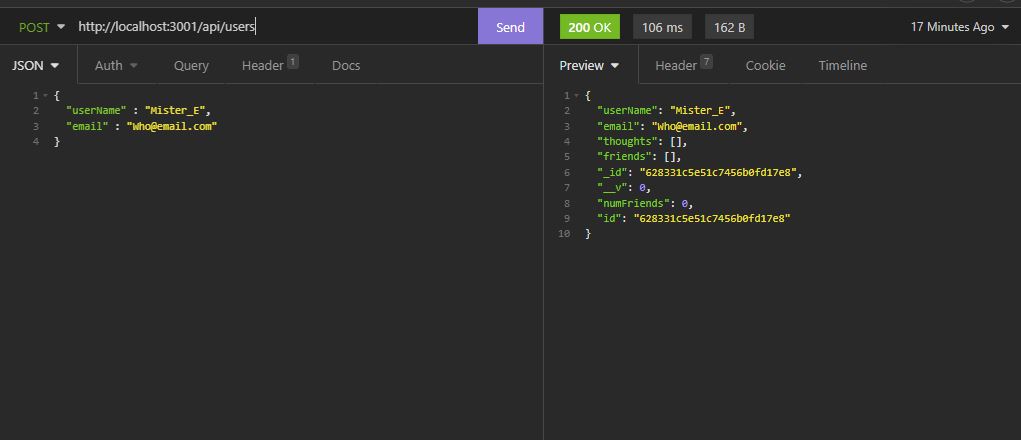 POST http://localhost:3001/api/users Send 200 OK 106 ms 162 B 17 Minutes Ago
JSON Auth Query Header 1 Docs Preview Header 7 Cookie Timeline
1 {
2 "userName" : "Mister_E",
3 "email" : "Who@email.com"
4 }
1 {
2 "userName": "Mister_E",
3 "email": "Who@email.com",
4 "thoughts": [],
5 "friends": [],
6 "_id": "628331c5e51c7456b0fd17e8",
7 "__v": 0,
8 "numFriends": 0,
9 "id": "628331c5e51c7456b0fd17e8"
10 }